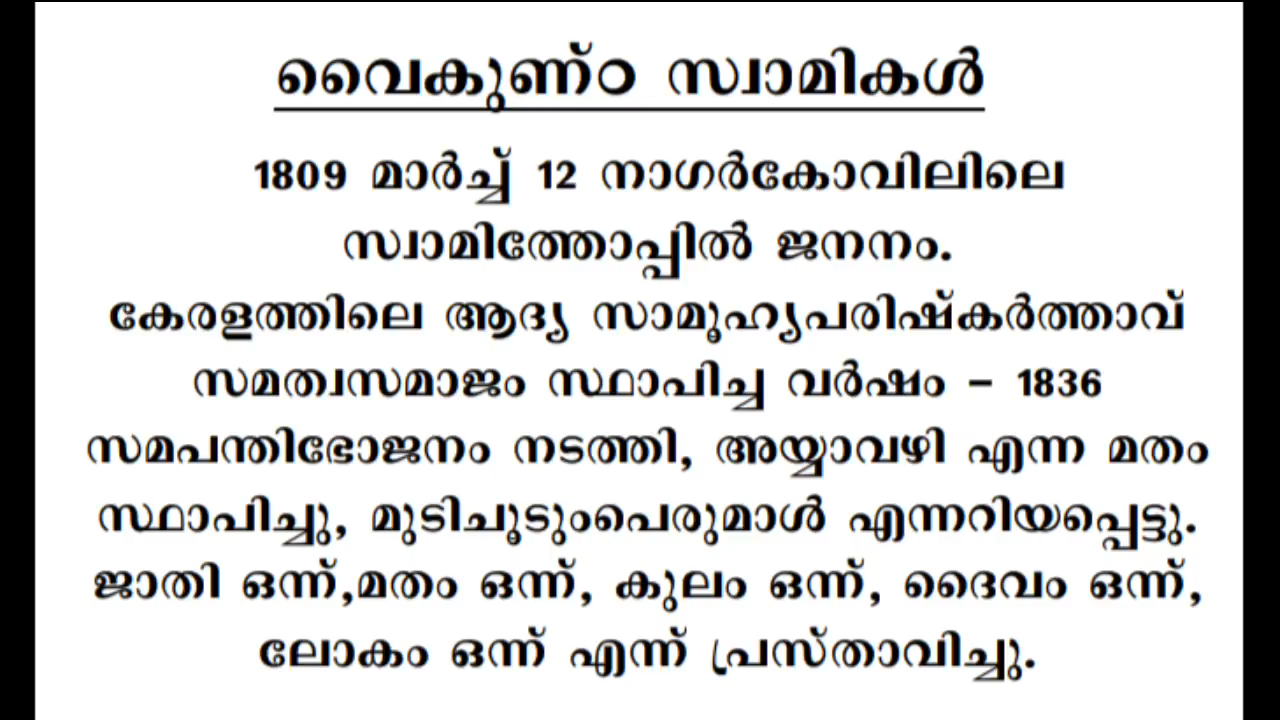 വൈകുണ്ഠ സ്വാമികൾ
1809 മാർച്ച് 12 നാഗർകോവിലിലെ
സ്വാമിത്തോപ്പിൽ ജനനം.
കേരളത്തിലെ ആദ്യ സാമൂഹ്യപരിഷ്കർത്താവ്
സമത്വസമാജം സ്ഥാപിച്ച വർഷം – 1836
സമപന്തിഭോജനം നടത്തി, അയ്യാവഴി എന്ന മതം
സ്ഥാപിച്ചു, മുടിചൂടുംപെരുമാൾ എന്നറിയപ്പെട്ടു.
ജാതി ഒന്ന്,മതം ഒന്ന്, കുലം ഒന്ന്, ദൈവം ഒന്ന്,
ലോകം ഒന്ന് എന്ന് പ്രസ്താവിച്ചു.